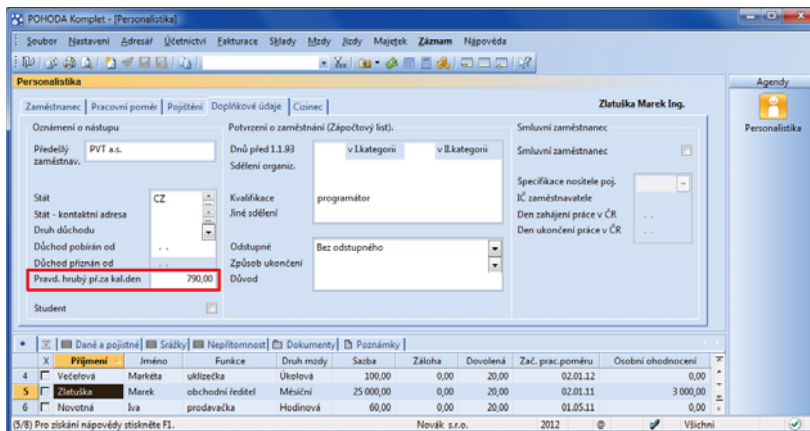 POHODA Komplet - [Personalistika]
Soubor Nastavení Adresář Účetnictví Fakturace Sklady Mzdy Jízdy Majetek Záznam Nápověda
Personalistika
Agendy
Zaměstnanec Pracovní poměr Pojištění Doplňkové údaje Cizinec
Zlatuška Marek Ing.
Personalistika
Oznámení o nástupu
Potvrzení o zaměstnání (Zápočtový list).
Smluvní zaměstnanec
Předešlý zaměstnav.
PVT a.s.
Dnů před 1.1.93
v I.kategorii
v II.kategorii
Smluvní zaměstnanec
Sdělení organiz.
Specifikace nositele poj.
Stát
CZ
Kvalifikace
programátor
IČ zaměstnavatele
Stát - kontaktní adresa
Jiné sdělení
Den zahájení práce v ČR
. .
Druh důchodu
Den ukončení práce v ČR
. .
Důchod pobírán od
. .
Odstupné
Bez odstupného
Důchod přiznán od
. .
Způsob ukončení
Pravd. hrubý př.za kal.den
790,00
Důvod
Student
* Daně a pojistné Srážky Nepřítomnost Dokumenty Poznámky
X Příjmení Jméno Funkce Druh mzdy Sazba Záloha Dovolená Zač. prac.poměru Osobní ohodnocení
4 Večeřová Markéta uklízečka Úkolová 100,00 0,00 20,00 02.01.12 0,00
5 Zlatuška Marek obchodní ředitel Měsíční 25 000,00 0,00 20,00 02.01.11 3 000,00
6 Novotná Iva prodavačka Hodinová 60,00 0,00 20,00 01.05.11 0,00
(5/8) Pro získání nápovědy stiskněte F1.
Novák s.r.o.
2012
@
Všichni